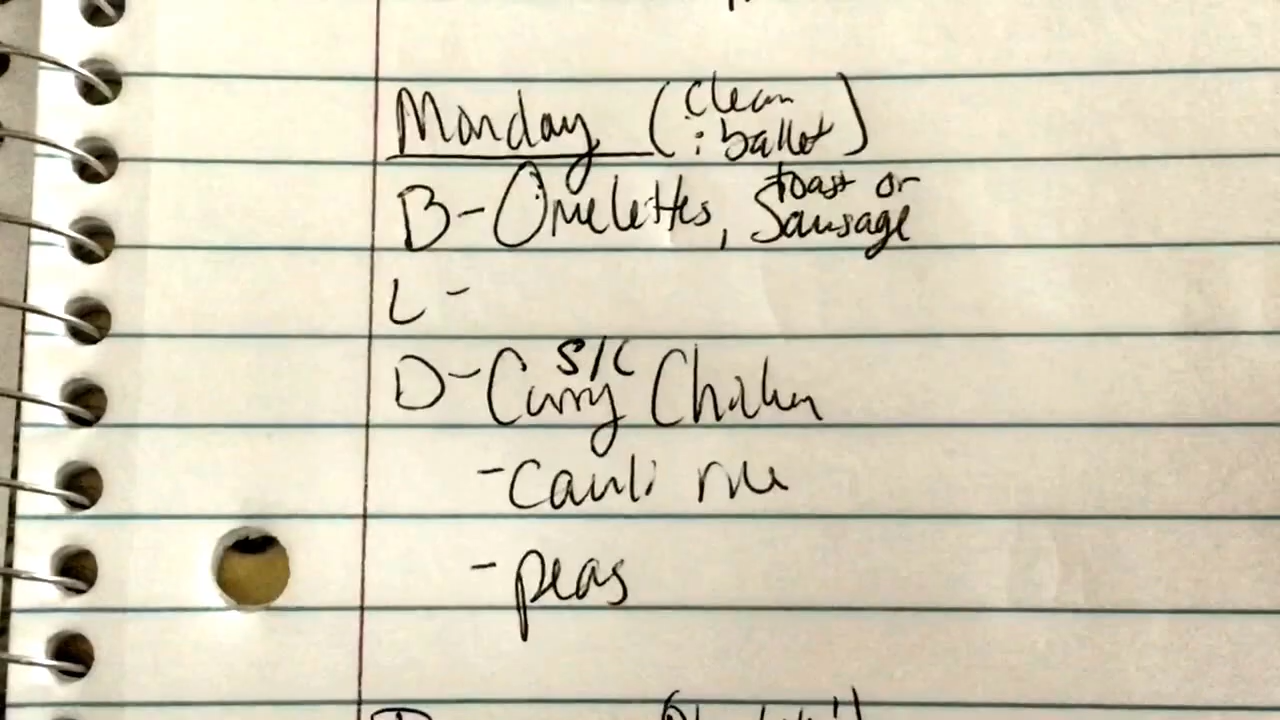 Monday (clean
: ballet)
B- Omelettes, toast or
Sausage
L-
D- S/C
Curry Chicken
- cauli rice
- peas